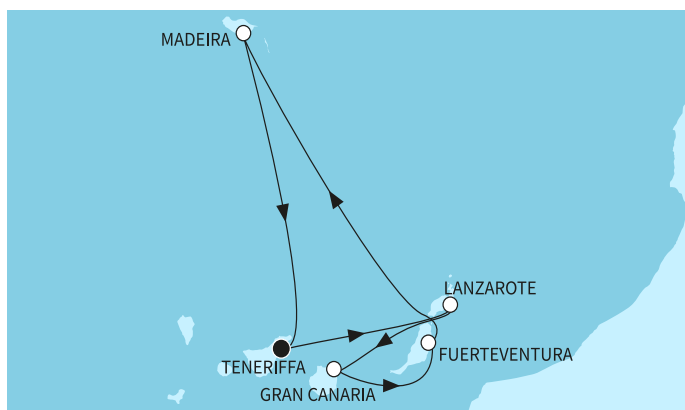 MADEIRA
LANZAROTE
FUERTEVENTURA
TENERIFFA
GRAN CANARIA